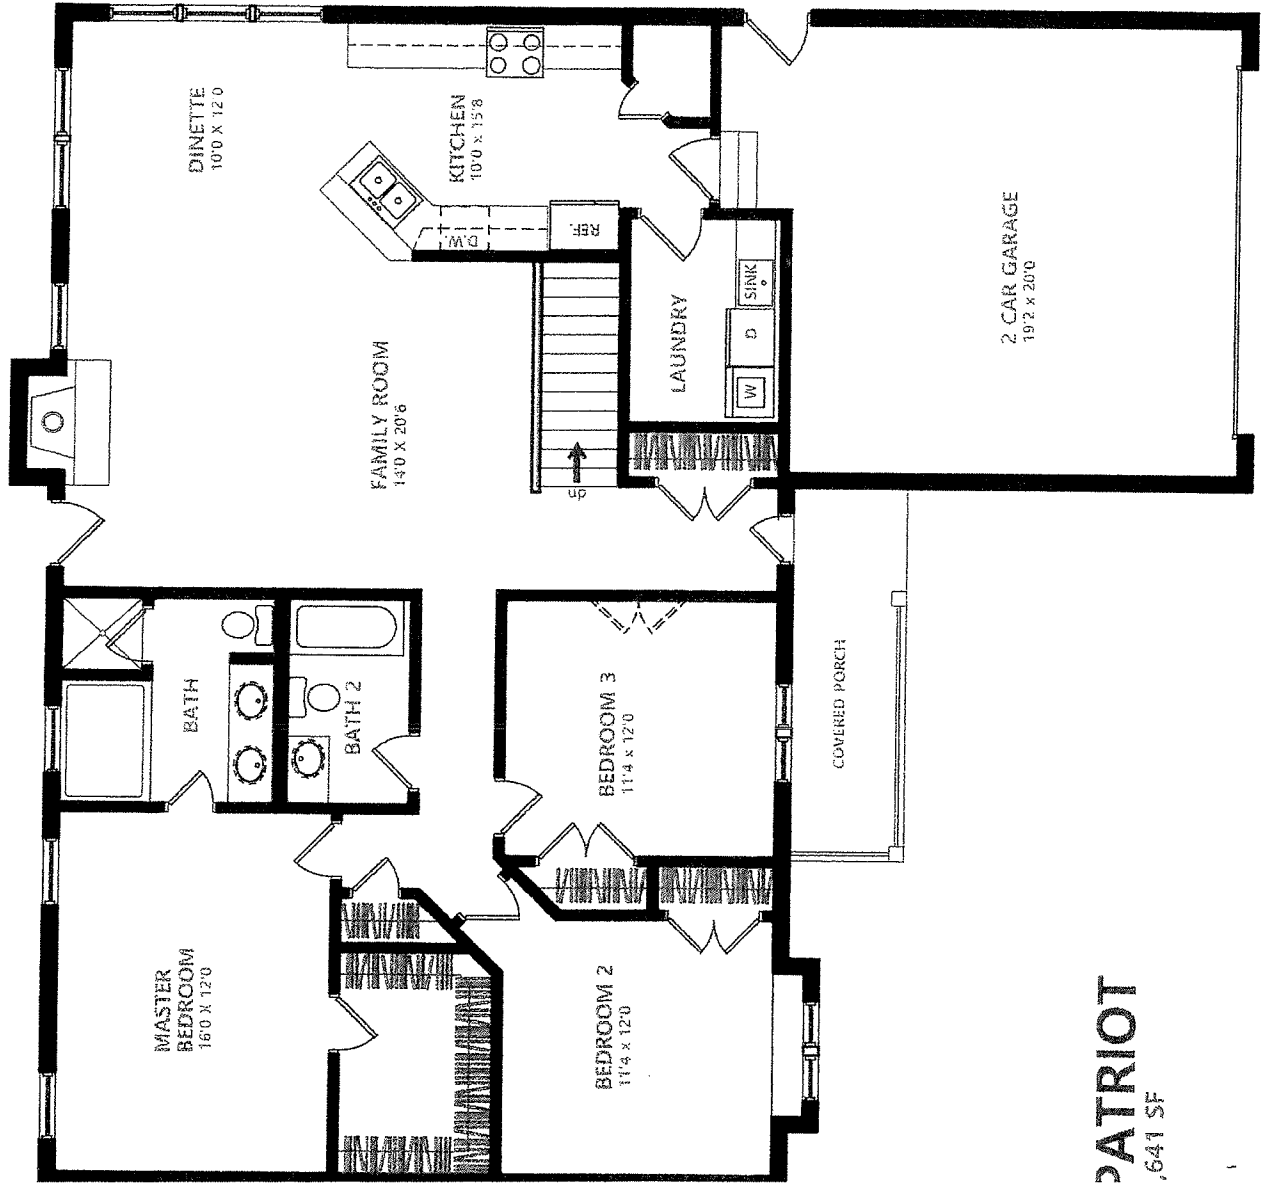 DINETTE
10'0 X 12'0
KITCHEN
10'0 x 15'8
D.W.
REF.
FAMILY ROOM
14'0 X 20'6
dn
LAUNDRY
SINK
D
W
2 CAR GARAGE
19'2 x 20'0
BATH
BATH 2
BEDROOM 3
11'4 x 12'0
COVERED PORCH
MASTER
BEDROOM
16'0 X 12'0
BEDROOM 2
11'4 x 12'0
PATRIOT
,641 SF